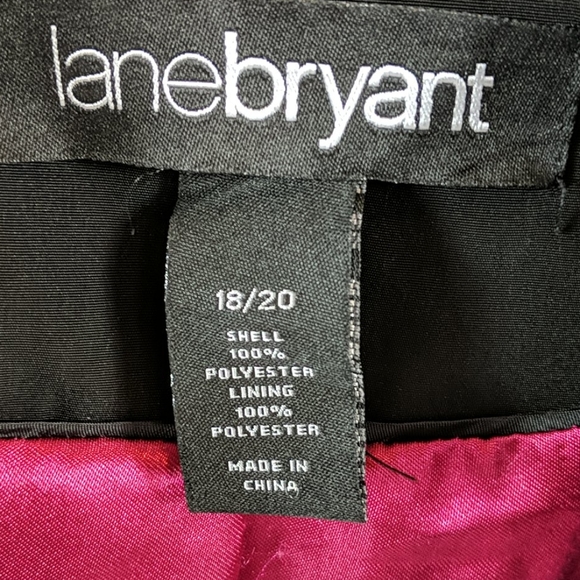 lanebryant
18/20
SHELL
100%
POLYESTER
LINING
100%
POLYESTER
MADE IN
CHINA